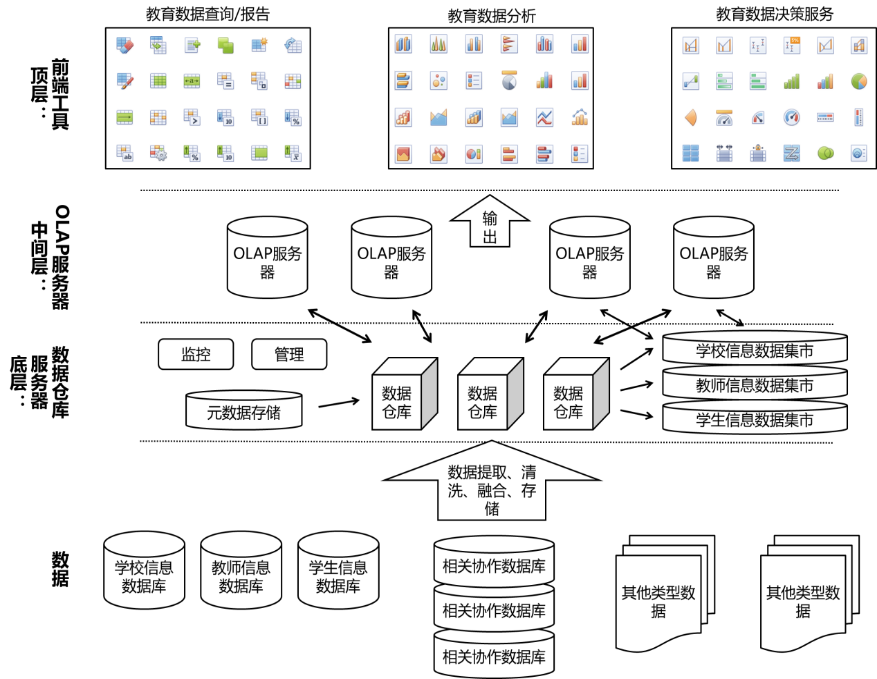 教育数据查询/报告
教育数据分析
教育数据决策服务
前端工具
顶层：
输
出
OLAP服务器
中间层：
OLAP服务
器
OLAP服务
器
OLAP服务
器
OLAP服务
器
数据仓库
服务器
底层：
监控
管理
元数据存储
数据
仓库
数据
仓库
数据
仓库
学校信息数据集市
教师信息数据集市
学生信息数据集市
数据提取、清
洗、融合、存
储
数据
学校信息
数据库
教师信息
数据库
学生信息
数据库
相关协作数据库
相关协作数据库
相关协作数据库
其他类型数
据
其他类型数
据